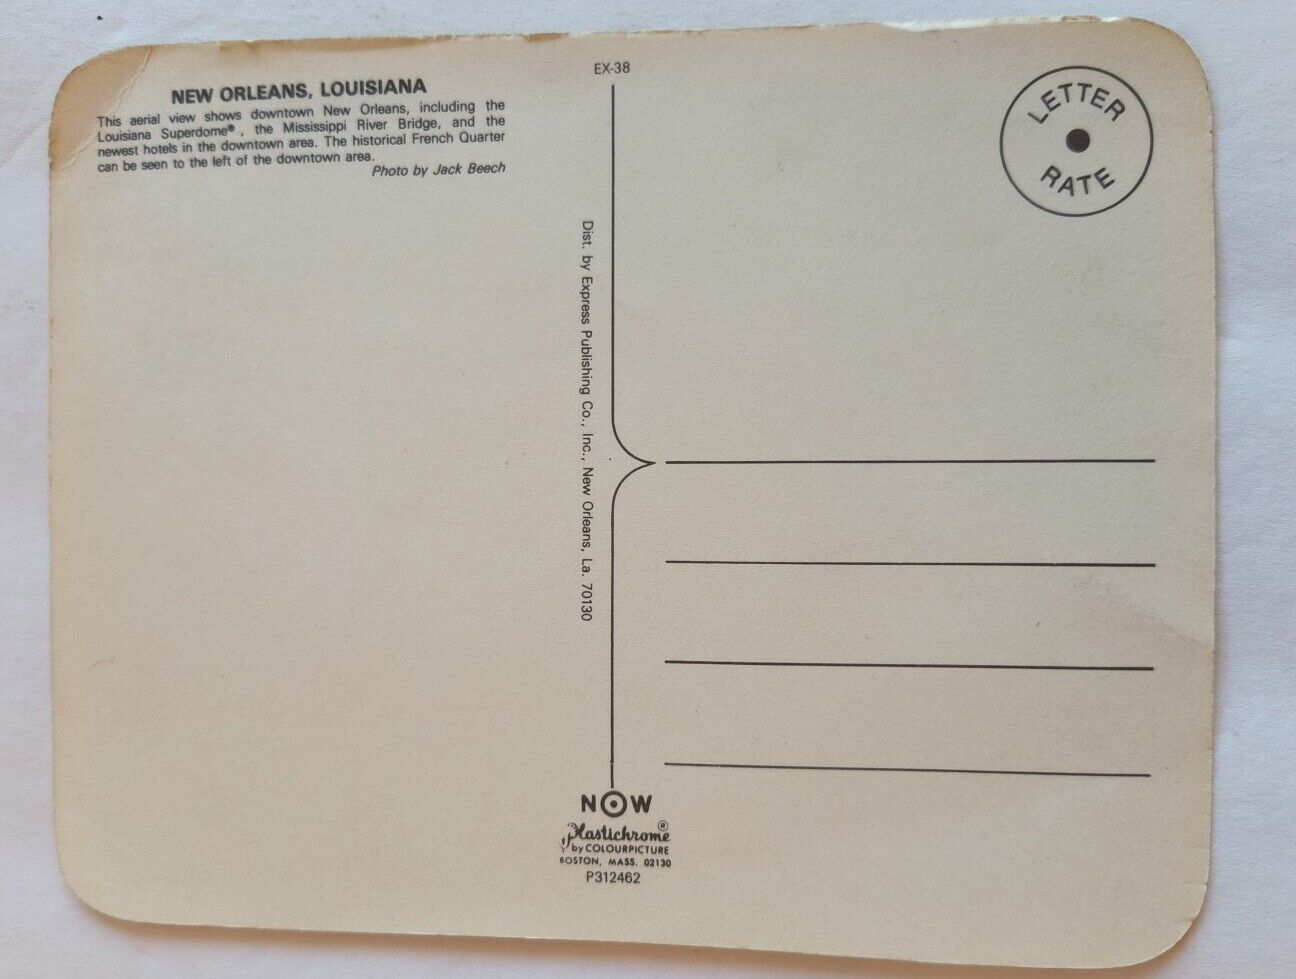 NEW ORLEANS, LOUISIANA
This aerial view shows downtown New Orleans, including the
Louisiana Superdome®, the Mississippi River Bridge, and the
newest hotels in the downtown area. The historical French Quarter
can be seen to the left of the downtown area.
Photo by Jack Beech
EX-38
LETTER
RATE
Dist. by Express Publishing Co., Inc., New Orleans, La. 70130
NOW
Plastichrome®
by COLOURPICTURE
BOSTON, MASS. 02130
P312462